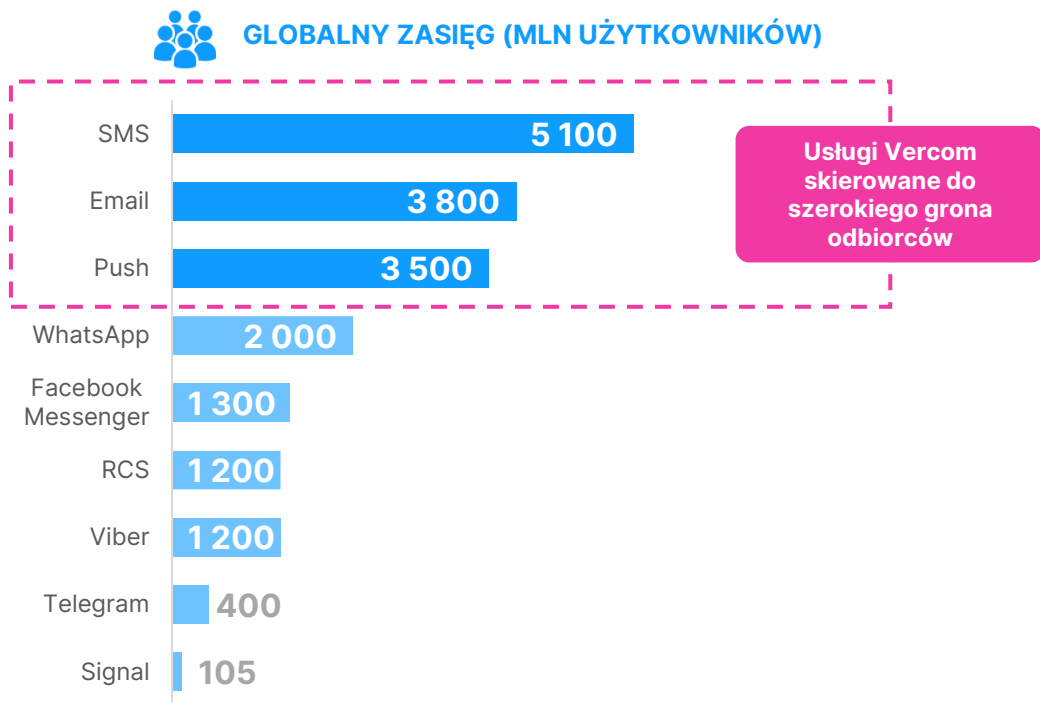 GLOBALNY ZASIĘG (MLN UŻYTKOWNIKÓW)
SMS
5 100
Email
3 800
Push
3 500
Usługi Vercom
skierowane do
szerokiego grona
odbiorców
WhatsApp
2 000
Facebook
Messenger
1 300
RCS
1 200
Viber
1 200
Telegram
400
Signal
105